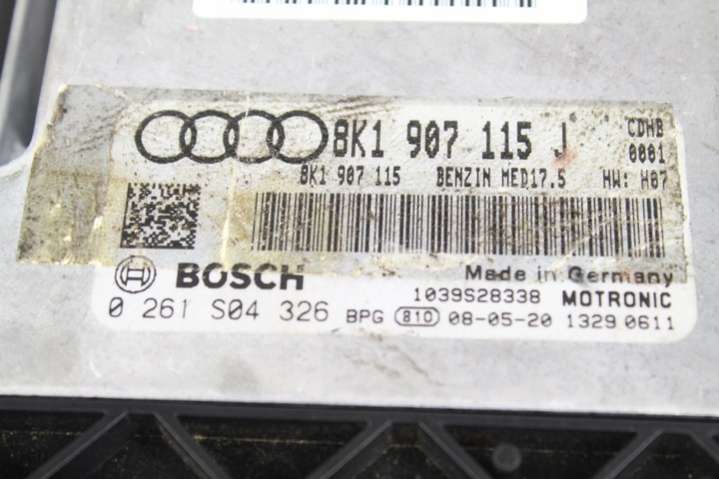 8K1 907 115 J CDHB
0001
8K1 907 115 BENZIN MED17.5 HW: H07
BOSCH Made in Germany
1039S28338 MOTRONIC
0 261 S04 326 BPG 810 08-05-20 1329 0611